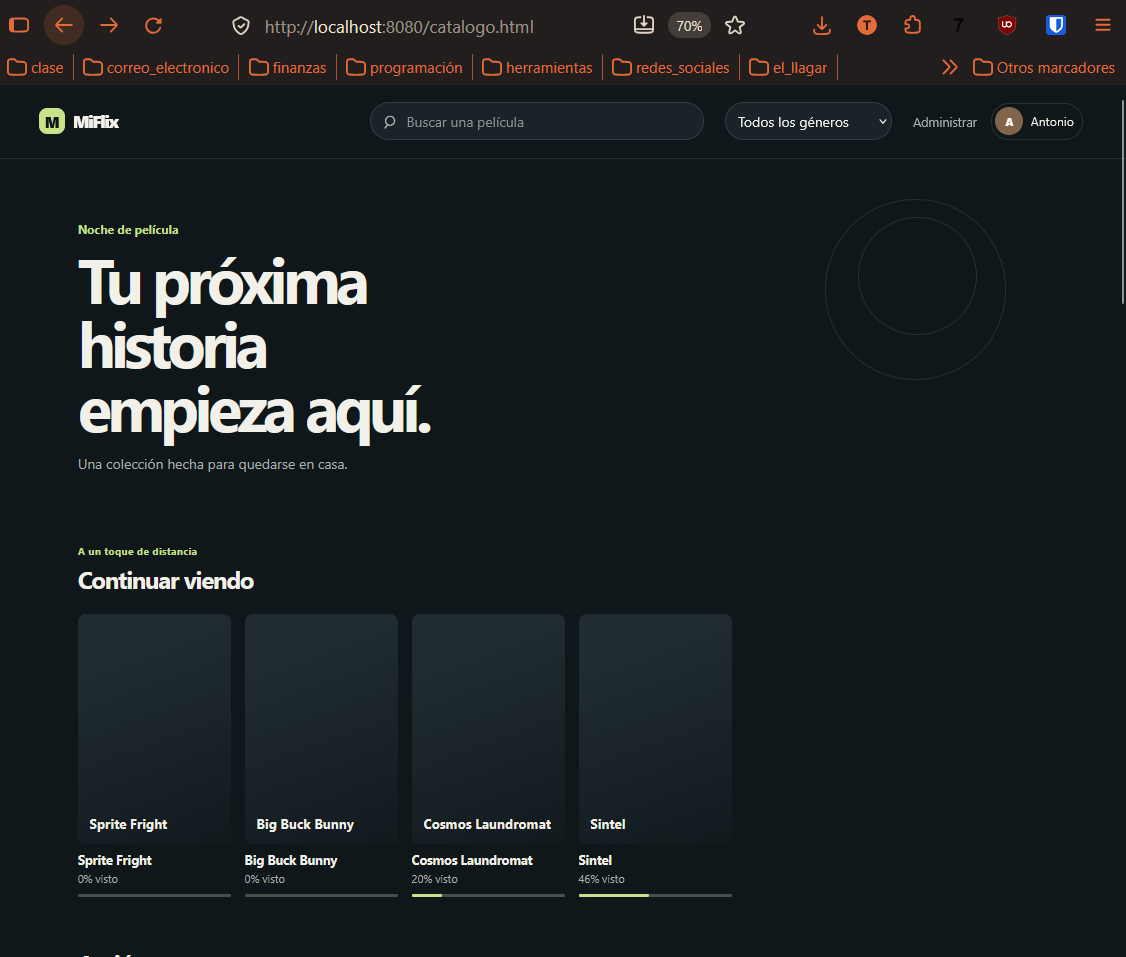 http://localhost:8080/catalogo.html
70%
T
7
clase
correo_electronico
finanzas
programación
herramientas
redes_sociales
el_llagar
Otros marcadores
M MiFlix
Buscar una película
Todos los géneros
Administrar
A Antonio
Noche de película
Tu próxima
historia
empieza aquí.
Una colección hecha para quedarse en casa.
A un toque de distancia
Continuar viendo
Sprite Fright
Big Buck Bunny
Cosmos Laundromat
Sintel
Sprite Fright
Big Buck Bunny
Cosmos Laundromat
Sintel
0% visto
0% visto
20% visto
46% visto